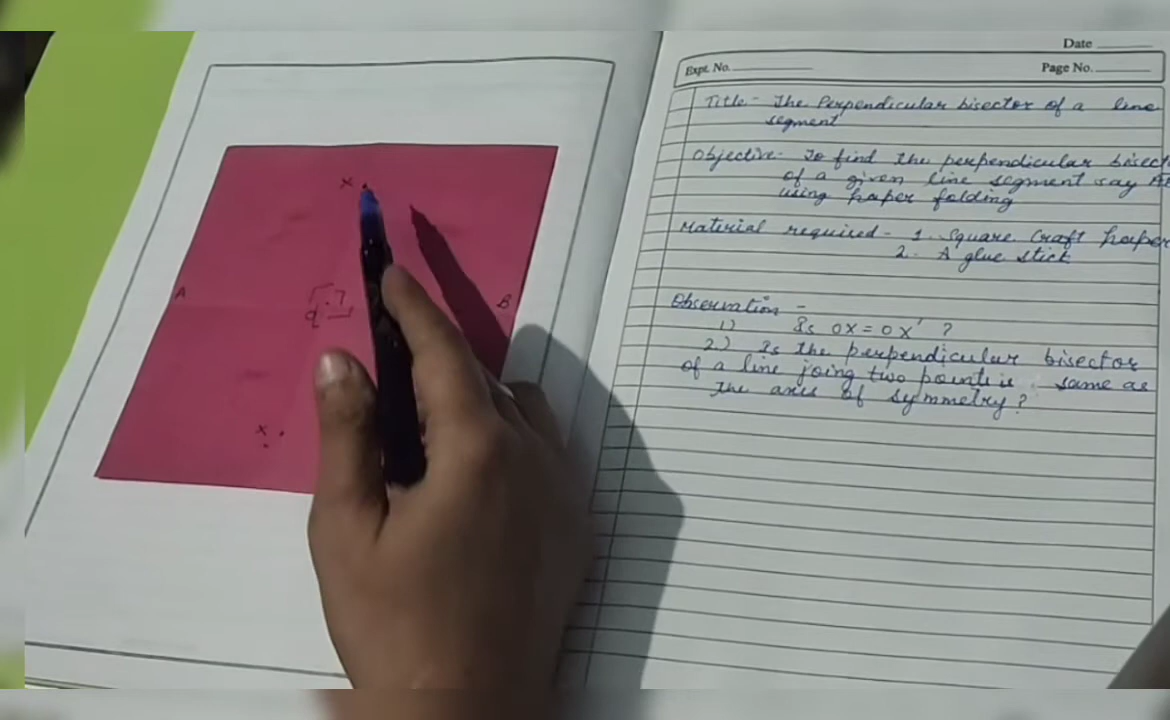 Date
Expt. No.
Page No.
Title - The Perpendicular bisector of a line
segment
Objective - To find the perpendicular bisect
of a given line segment say AB
using paper folding
Material required - 1. Square Craft paper
2. A glue stick
Observation -
1) Is OX = OX' ?
2) Is the perpendicular bisector
of a line joing two points is same as
the axis of symmetry?
X
A
B
X